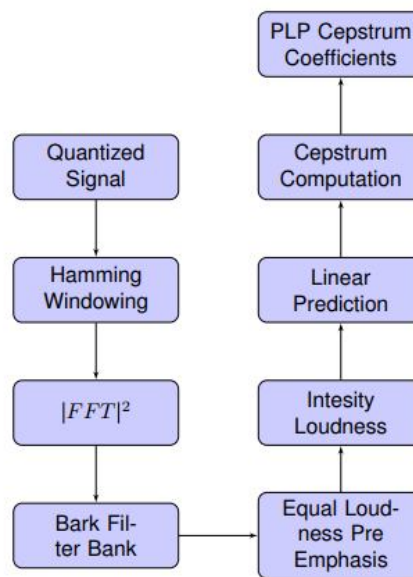 Quantized
Signal
Hamming
Windowing
|FFT|²
Bark Fil-
ter Bank
Equal Loud-
ness Pre
Emphasis
Intesity
Loudness
Linear
Prediction
Cepstrum
Computation
PLP Cepstrum
Coefficients